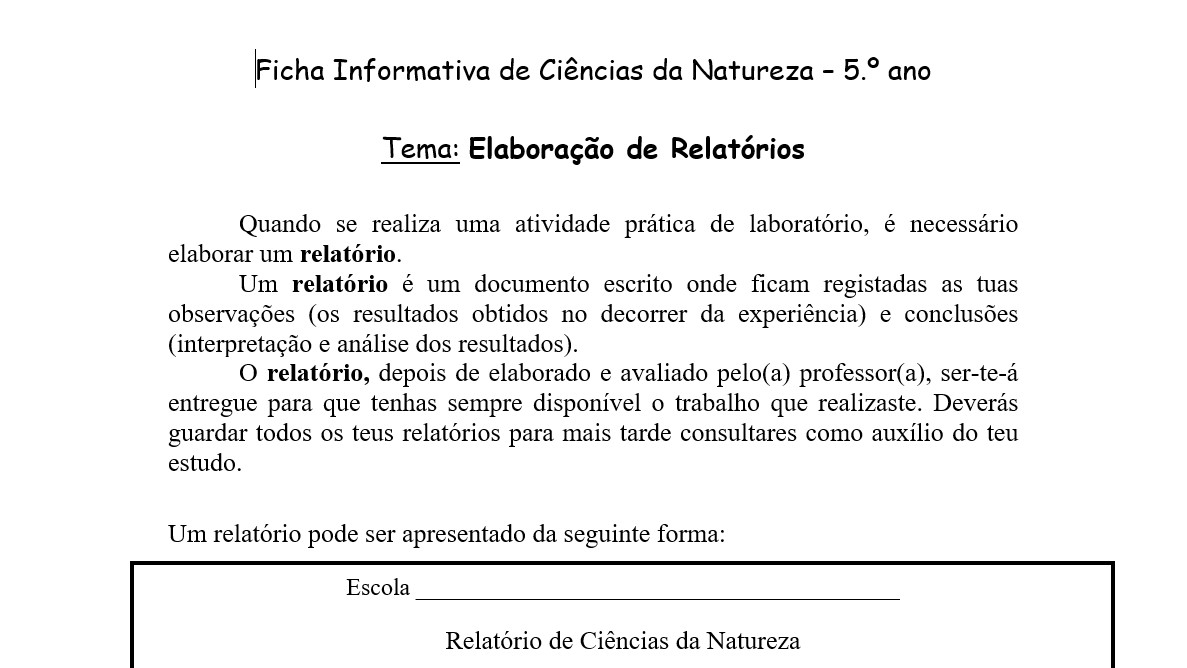 Ficha Informativa de Ciências da Natureza – 5.º ano
Tema: Elaboração de Relatórios
Quando se realiza uma atividade prática de laboratório, é necessário
elaborar um relatório.
Um relatório é um documento escrito onde ficam registadas as tuas
observações (os resultados obtidos no decorrer da experiência) e conclusões
(interpretação e análise dos resultados).
O relatório, depois de elaborado e avaliado pelo(a) professor(a), ser-te-á
entregue para que tenhas sempre disponível o trabalho que realizaste. Deverás
guardar todos os teus relatórios para mais tarde consultares como auxílio do teu
estudo.
Um relatório pode ser apresentado da seguinte forma:
Escola ________________________________________
Relatório de Ciências da Natureza